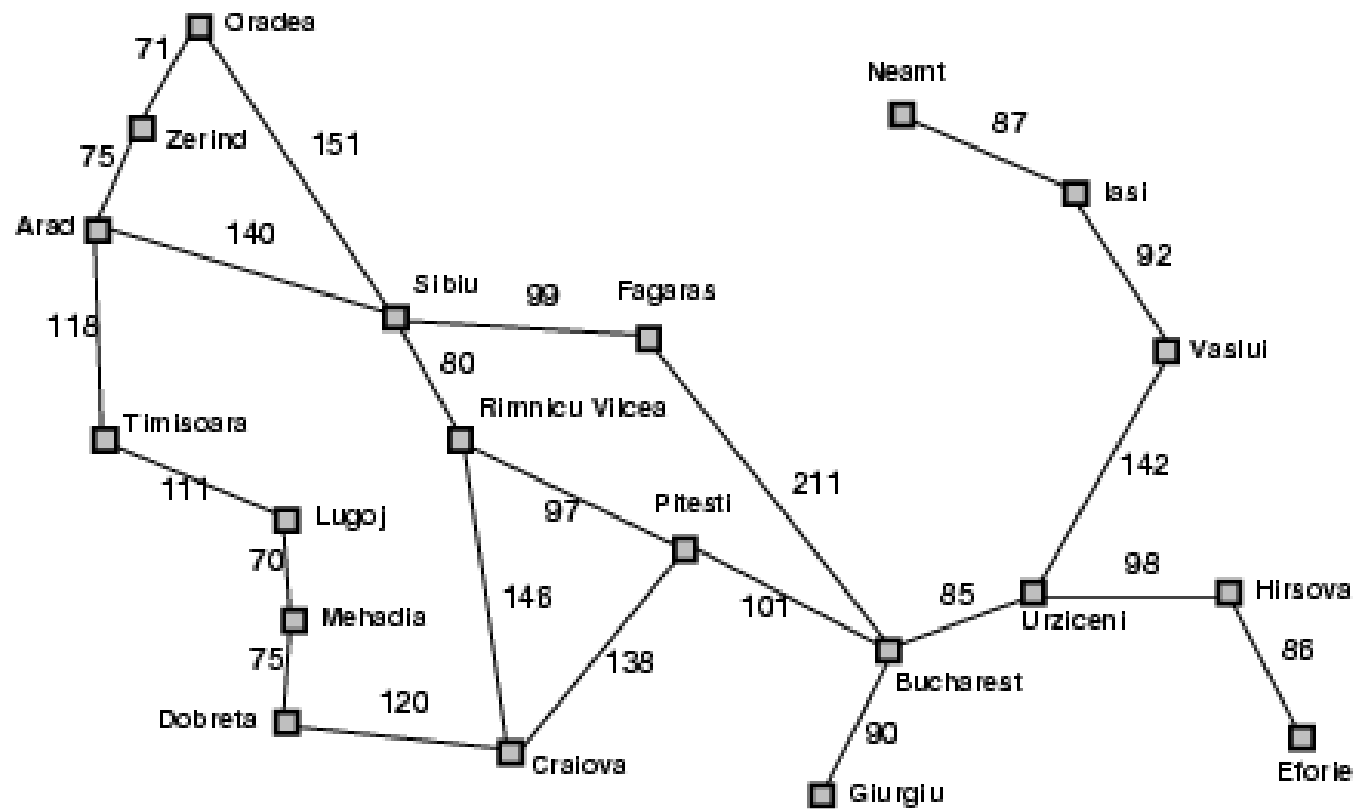 Oradea
71
Neamt
87
Zerind
151
75
Iasi
Arad
140
92
Sibiu
99
Fagaras
118
80
Vaslui
Timisoara
Rimnicu Vilcea
142
111
Lugoj
97
Pitesti
211
70
98
146
101
85
Hirsova
Mehadia
Urziceni
75
138
86
Bucharest
Dobreta
120
90
Craiova
Eforie
Giurgiu